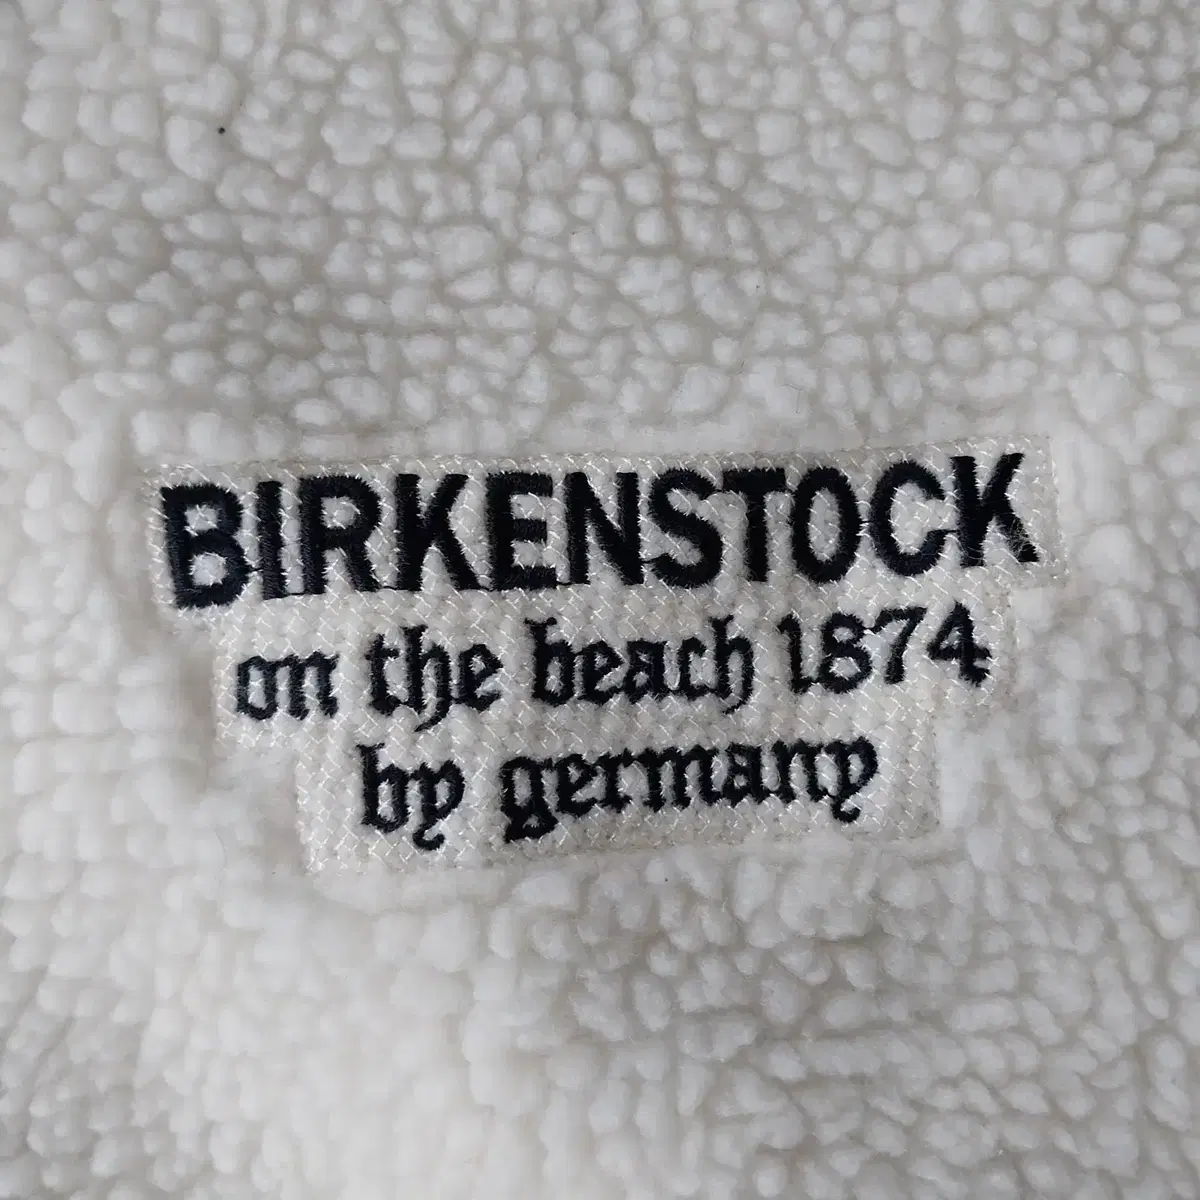 BIRKENSTOCK
on the beach 1874
by germany